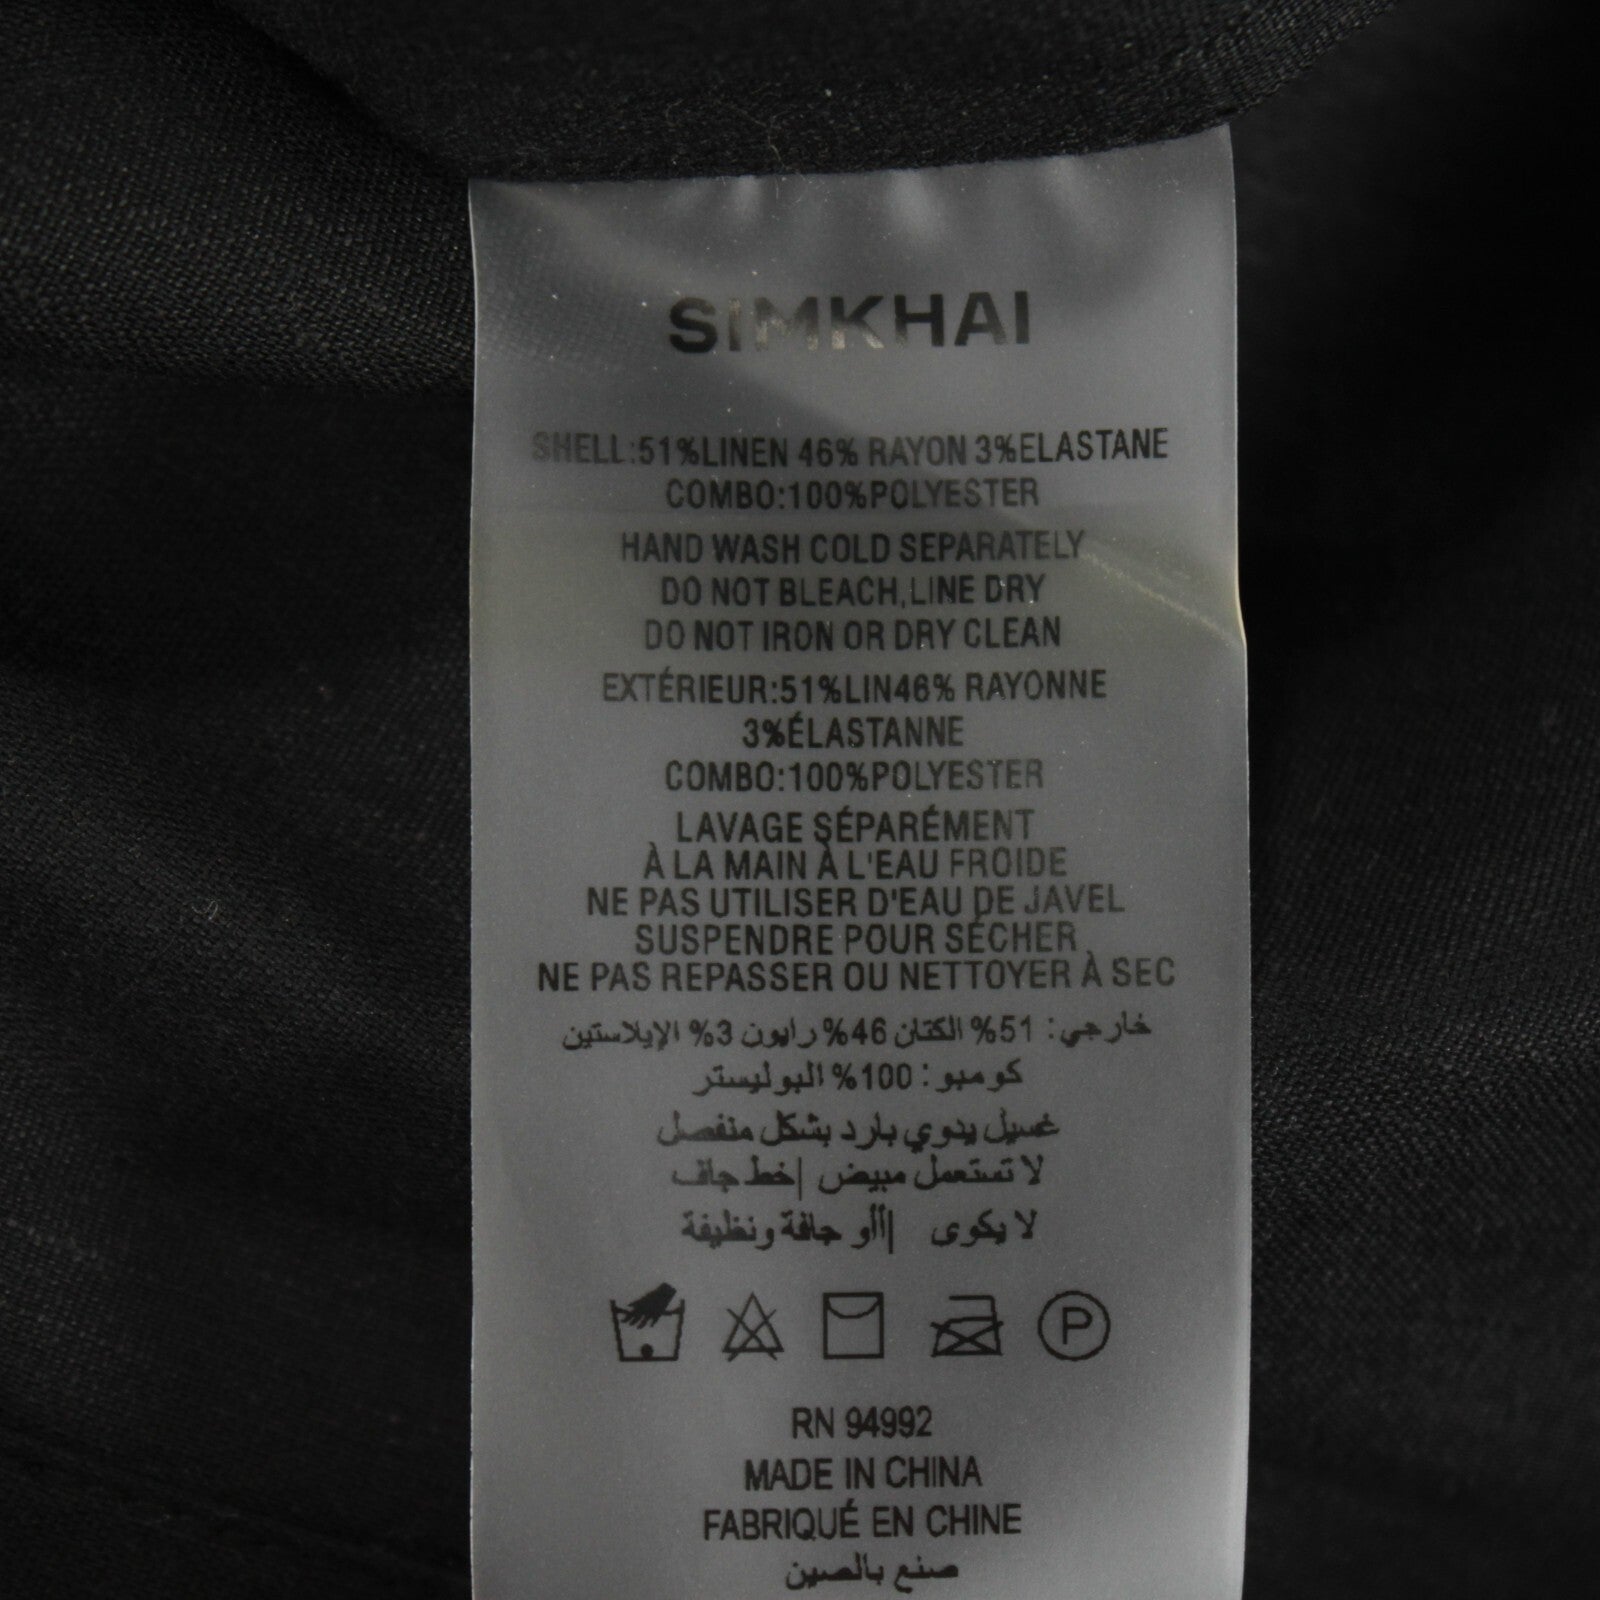 SIMKHAI
SHELL:51%LINEN 46% RAYON 3%ELASTANE
COMBO:100%POLYESTER
HAND WASH COLD SEPARATELY
DO NOT BLEACH,LINE DRY
DO NOT IRON OR DRY CLEAN
EXTÉRIEUR:51%LIN46% RAYONNE
3%ÉLASTANNE
COMBO:100%POLYESTER
LAVAGE SÉPARÉMENT
À LA MAIN À L'EAU FROIDE
NE PAS UTILISER D'EAU DE JAVEL
SUSPENDRE POUR SÉCHER
NE PAS REPASSER OU NETTOYER À SEC
خارجي: 51% الكتان 46% رايون 3% الإيلاستين
كومبو: 100% البوليستر
غسيل يدوي بارد بشكل منفصل
لا تستعمل مبيض |خط جاف
لا يكوى |أأو جافة ونظيفة
P
RN 94992
MADE IN CHINA
FABRIQUÉ EN CHINE
صنع بالصين